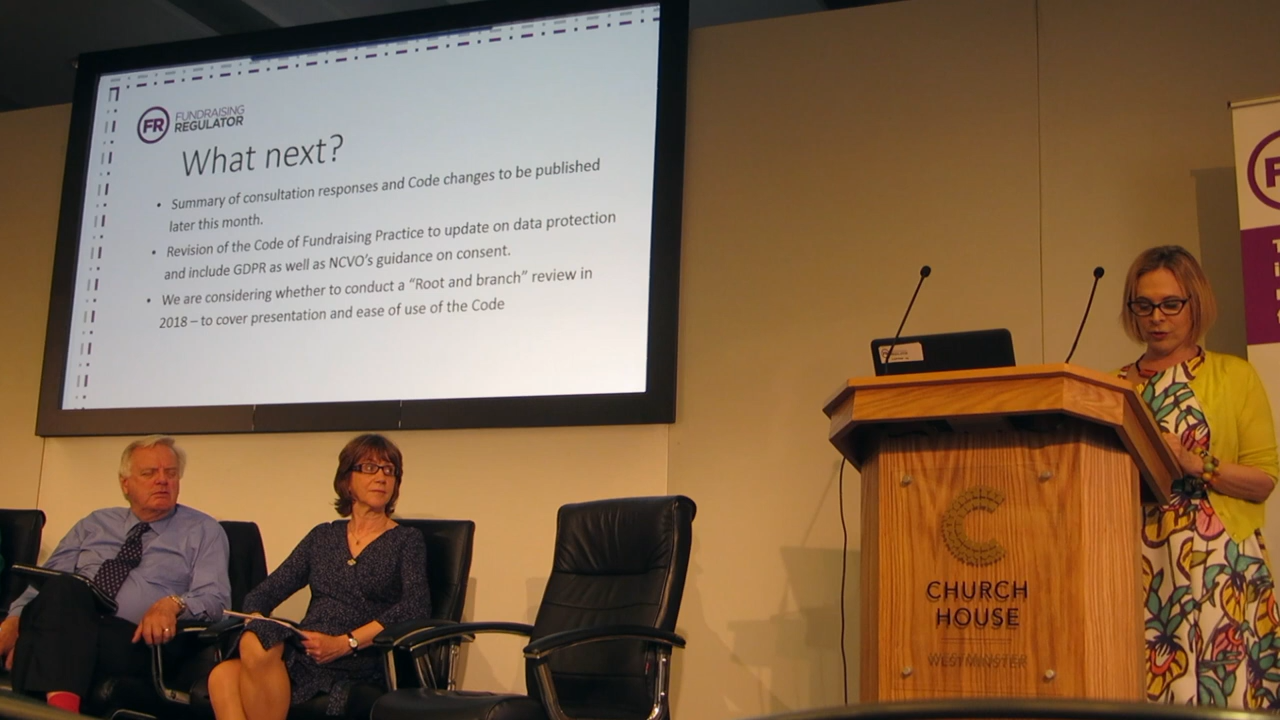 FR FUNDRAISING
REGULATOR
What next?
• Summary of consultation responses and Code changes to be published
later this month.
• Revision of the Code of Fundraising Practice to update on data protection
and include GDPR as well as NCVO's guidance on consent.
• We are considering whether to conduct a “Root and branch” review in
2018 – to cover presentation and ease of use of the Code
CHURCH
HOUSE
WESTMINSTER